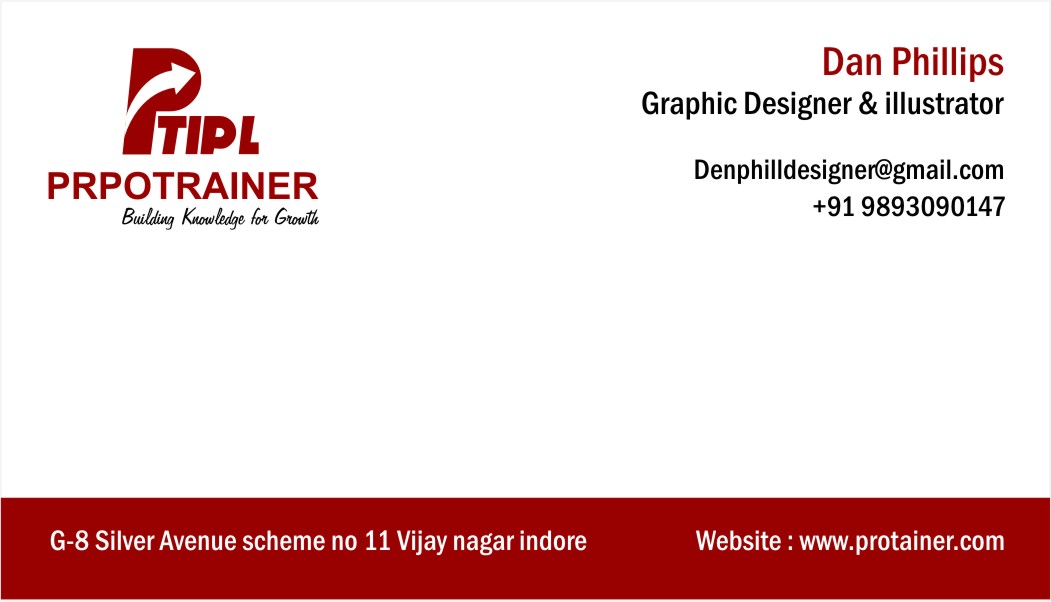 PTIPL
PRPOTRAINER
Building Knowledge for Growth
Dan Phillips
Graphic Designer & illustrator
Denphilldesigner@gmail.com
+91 9893090147
G-8 Silver Avenue scheme no 11 Vijay nagar indore
Website : www.protainer.com